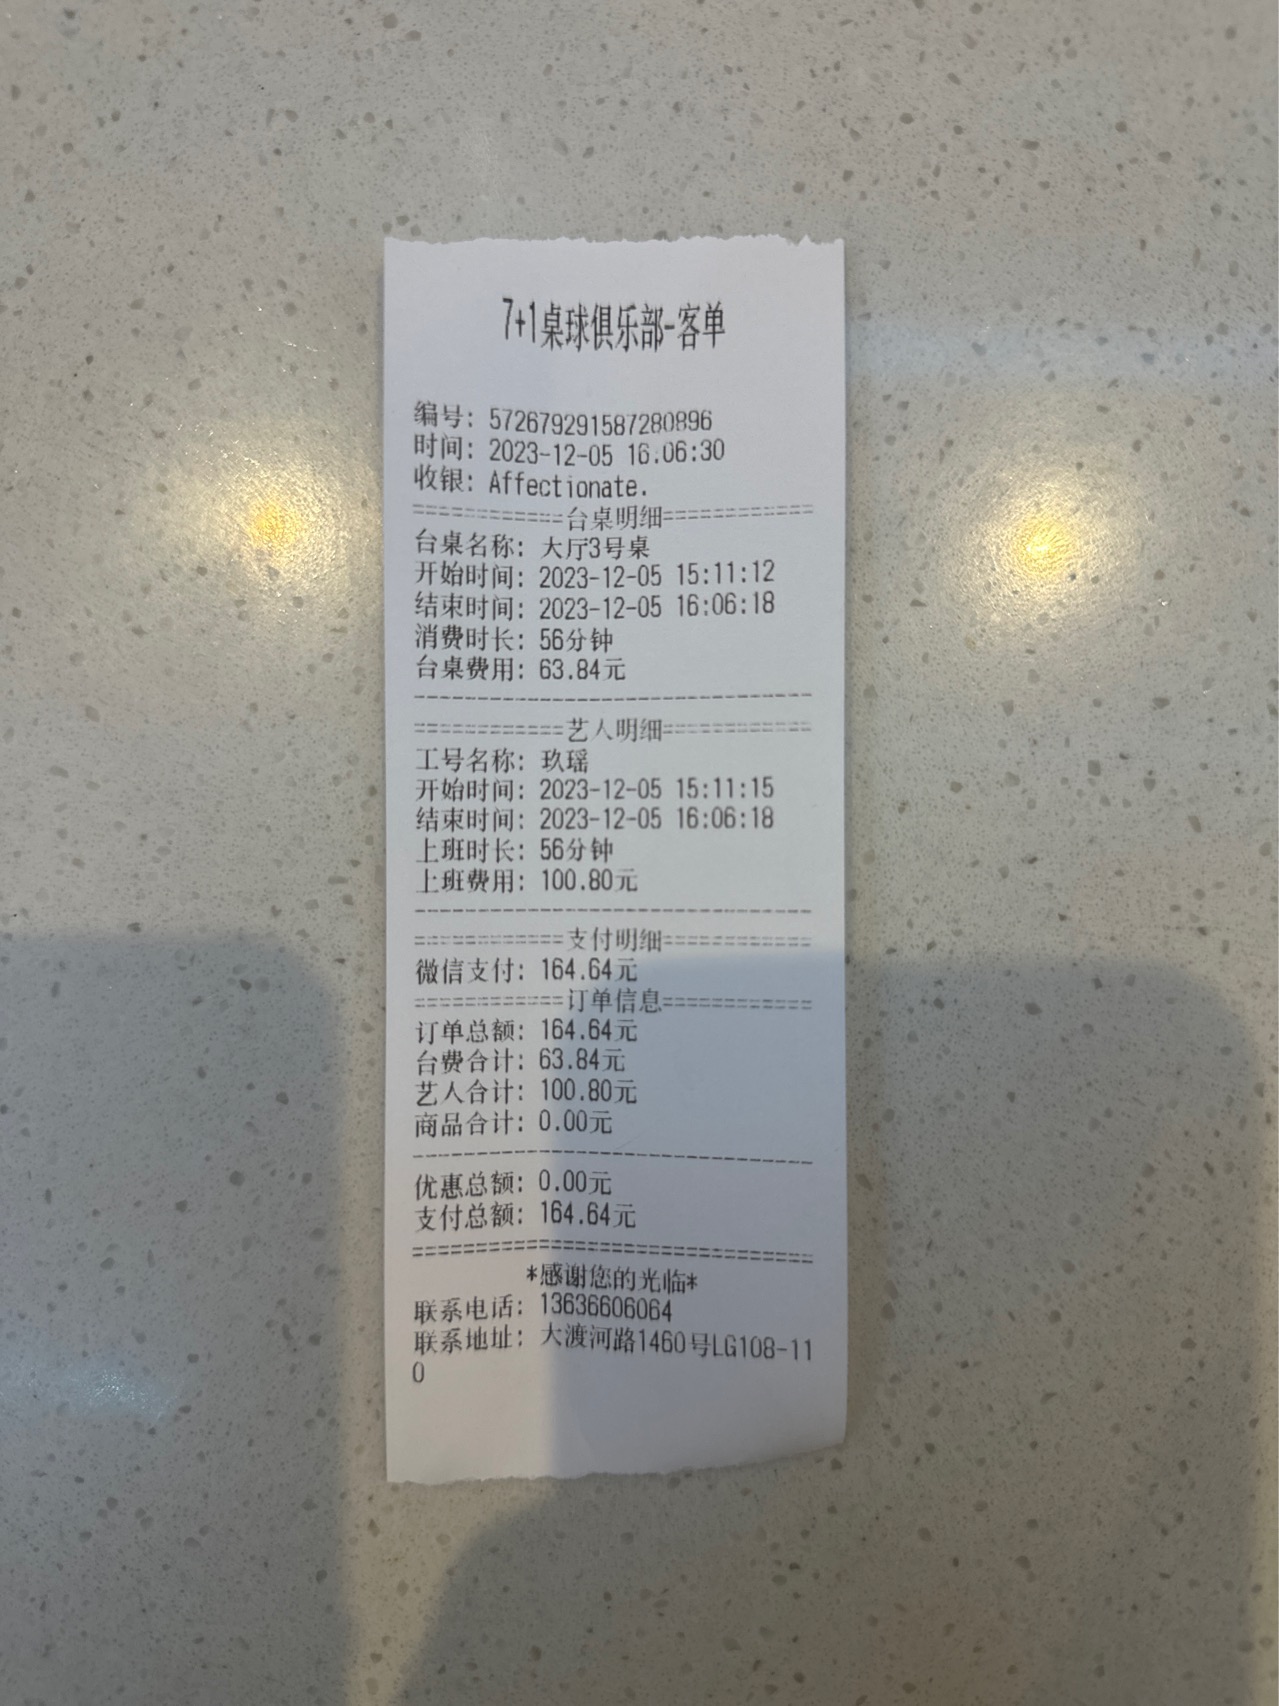 7+1桌球俱乐部-客单
编号: 572679291587280896
时间: 2023-12-05 16:06:30
收银: Affectionate.
============台桌明细============
台桌名称: 大厅3号桌
开始时间: 2023-12-05 15:11:12
结束时间: 2023-12-05 16:06:18
消费时长: 56分钟
台桌费用: 63.84元
--------------------------------
============艺人明细============
工号名称: 玖瑶
开始时间: 2023-12-05 15:11:15
结束时间: 2023-12-05 16:06:18
上班时长: 56分钟
上班费用: 100.80元
--------------------------------
============支付明细============
微信支付: 164.64元
============订单信息============
订单总额: 164.64元
台费合计: 63.84元
艺人合计: 100.80元
商品合计: 0.00元
--------------------------------
优惠总额: 0.00元
支付总额: 164.64元
================================
*感谢您的光临*
联系电话: 13636606064
联系地址: 大渡河路1460号LG108-11
0